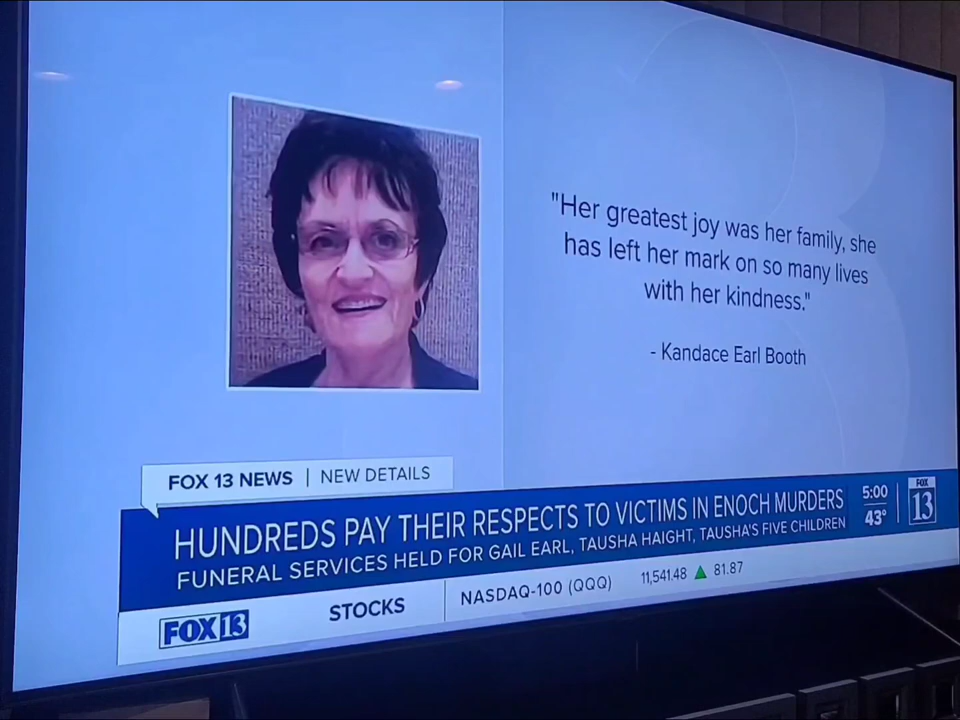 "Her greatest joy was her family, she
has left her mark on so many lives
with her kindness."
- Kandace Earl Booth
FOX 13 NEWS | NEW DETAILS
HUNDREDS PAY THEIR RESPECTS TO VICTIMS IN ENOCH MURDERS
FUNERAL SERVICES HELD FOR GAIL EARL, TAUSHA HAIGHT, TAUSHA'S FIVE CHILDREN
5:00
43°
FOX
13
FOX 13
STOCKS
NASDAQ-100 (QQQ) 11,541.48 ▲ 81.87